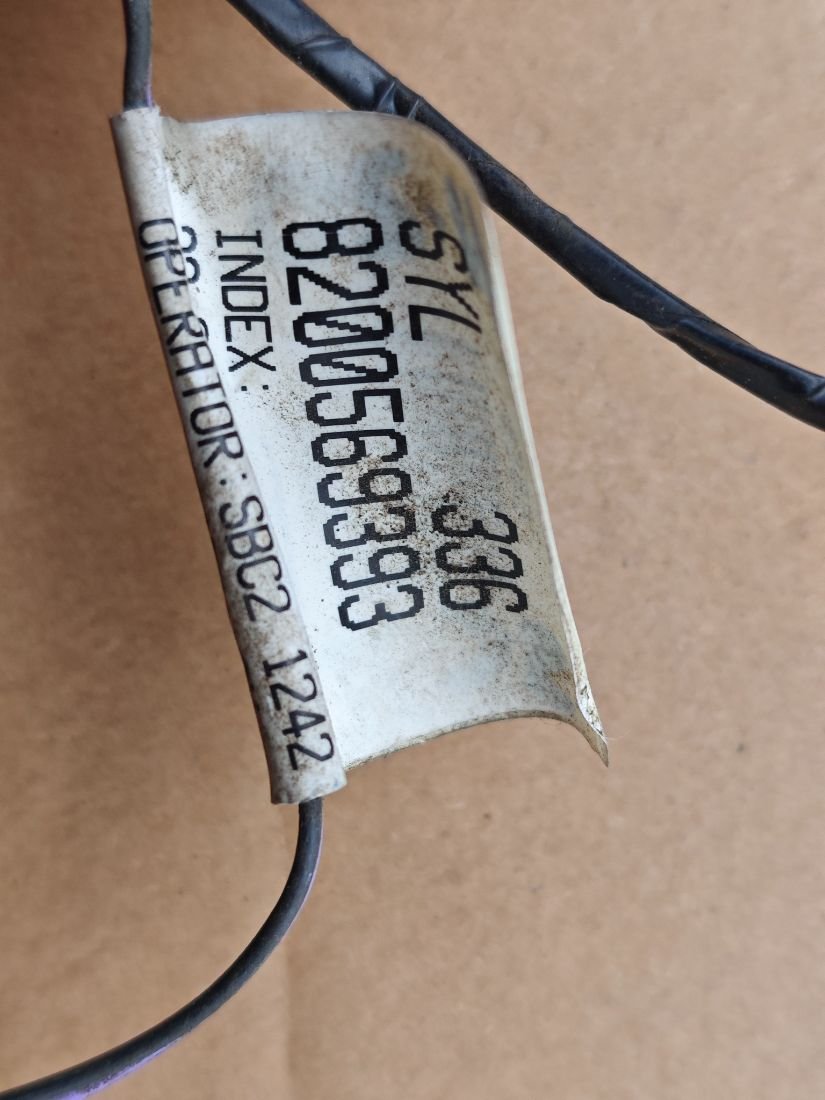 SYL 336
8200569393
INDEX:
OPERATOR: SBC2 1242